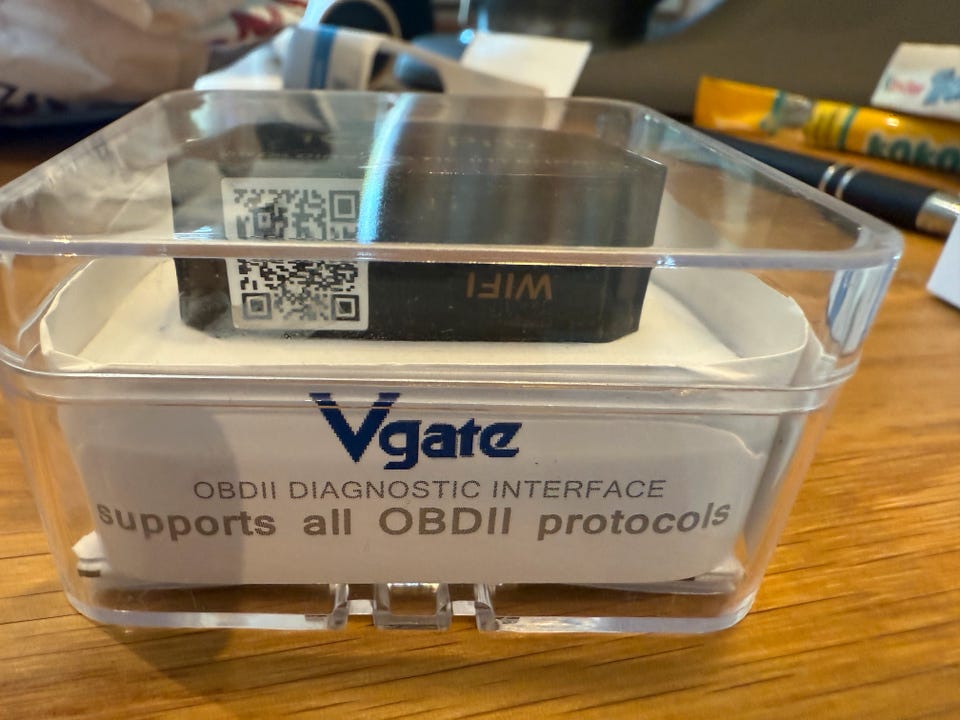 WIFI
Vgate
OBDII DIAGNOSTIC INTERFACE
supports all OBDII protocols